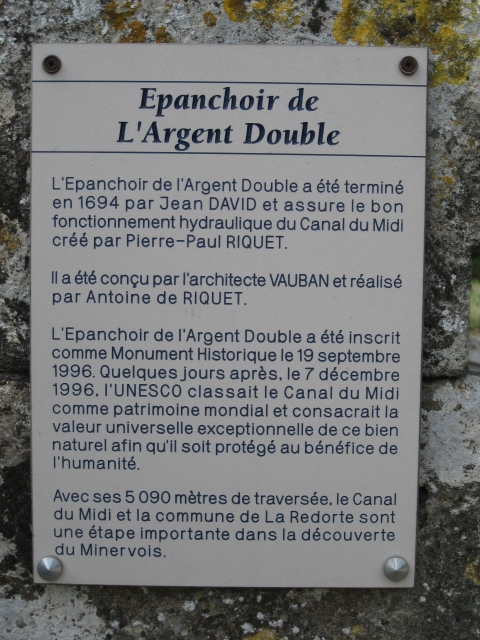 Epanchoir de
L'Argent Double
L'Epanchoir de l'Argent Double a été terminé
en 1694 par Jean DAVID et assure le bon
fonctionnement hydraulique du Canal du Midi
créé par Pierre-Paul RIQUET.
Il a été conçu par l'architecte VAUBAN et réalisé
par Antoine de RIQUET.
L'Epanchoir de l'Argent Double a été inscrit
comme Monument Historique le 19 septembre
1996. Quelques jours après, le 7 décembre
1996, l'UNESCO classait le Canal du Midi
comme patrimoine mondial et consacrait la
valeur universelle exceptionnelle de ce bien
naturel afin qu'il soit protégé au bénéfice de
l'humanité.
Avec ses 5 090 mètres de traversée, le Canal
du Midi et la commune de La Redorte sont
une étape importante dans la découverte
du Minervois.